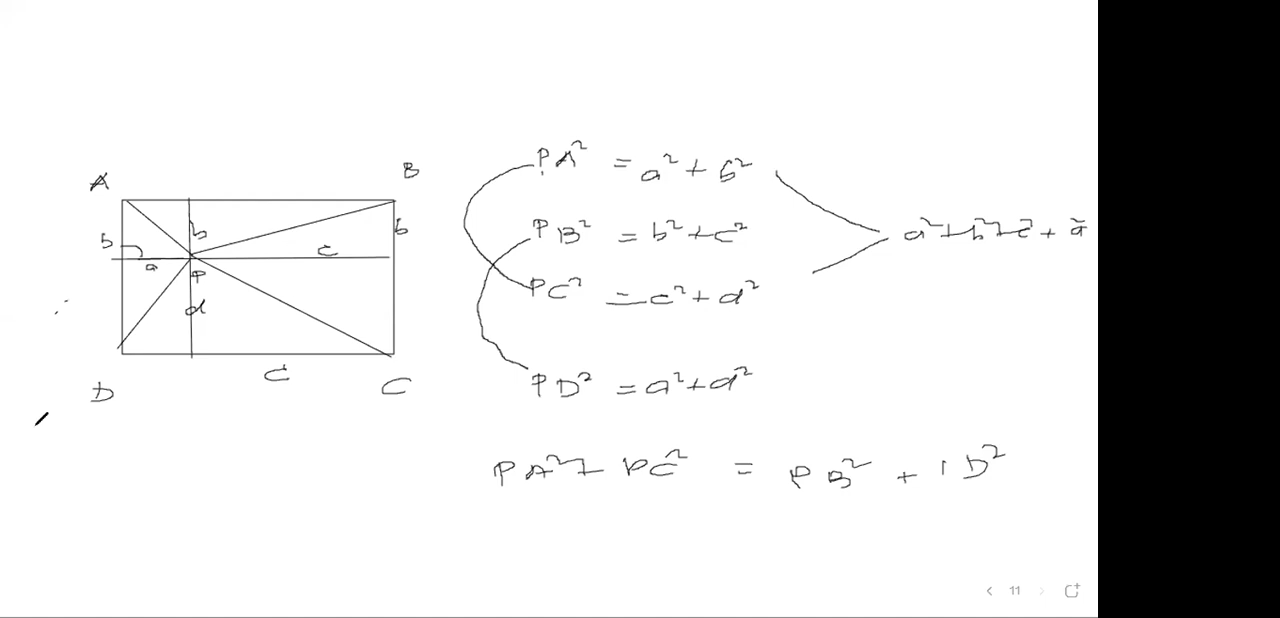 A B
PA² = a² + b²
b b b
PB² = b² + c²
a² + b² + c² + d²
a c
P
PC² = c² + d²
d
C
D C
PD² = a² + d²
PA² + PC² = PB² + PD²
11